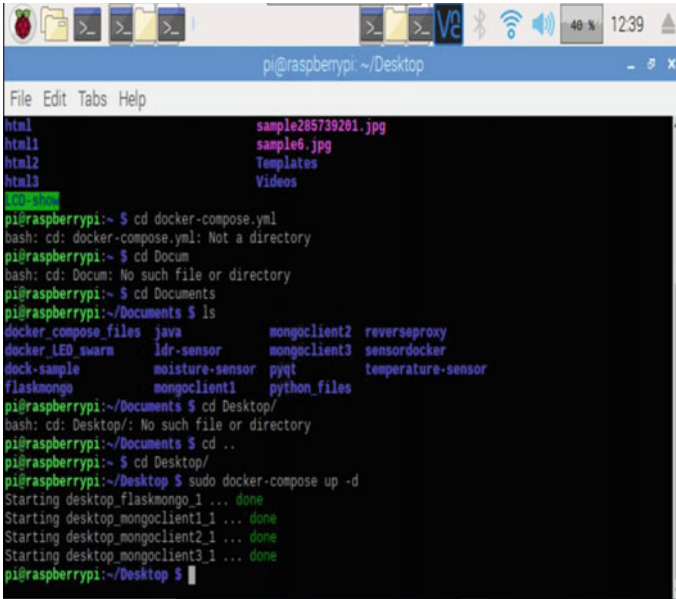 40 % 12:39
pi@raspberrypi: ~/Desktop
File Edit Tabs Help
html sample285739201.jpg
html1 sample6.jpg
html2 Templates
html3 Videos
LCD-show
pi@raspberrypi:~ $ cd docker-compose.yml
bash: cd: docker-compose.yml: Not a directory
pi@raspberrypi:~ $ cd Docum
bash: cd: Docum: No such file or directory
pi@raspberrypi:~ $ cd Documents
pi@raspberrypi:~/Documents $ ls
docker_compose_files java mongoclient2 reverseproxy
docker_LED_swarm ldr-sensor mongoclient3 sensordocker
dock-sample moisture-sensor pyqt temperature-sensor
flaskmongo mongoclient1 python_files
pi@raspberrypi:~/Documents $ cd Desktop/
bash: cd: Desktop/: No such file or directory
pi@raspberrypi:~/Documents $ cd ..
pi@raspberrypi:~ $ cd Desktop/
pi@raspberrypi:~/Desktop $ sudo docker-compose up -d
Starting desktop_flaskmongo_1 ... done
Starting desktop_mongoclient1_1 ... done
Starting desktop_mongoclient2_1 ... done
Starting desktop_mongoclient3_1 ... done
pi@raspberrypi:~/Desktop $